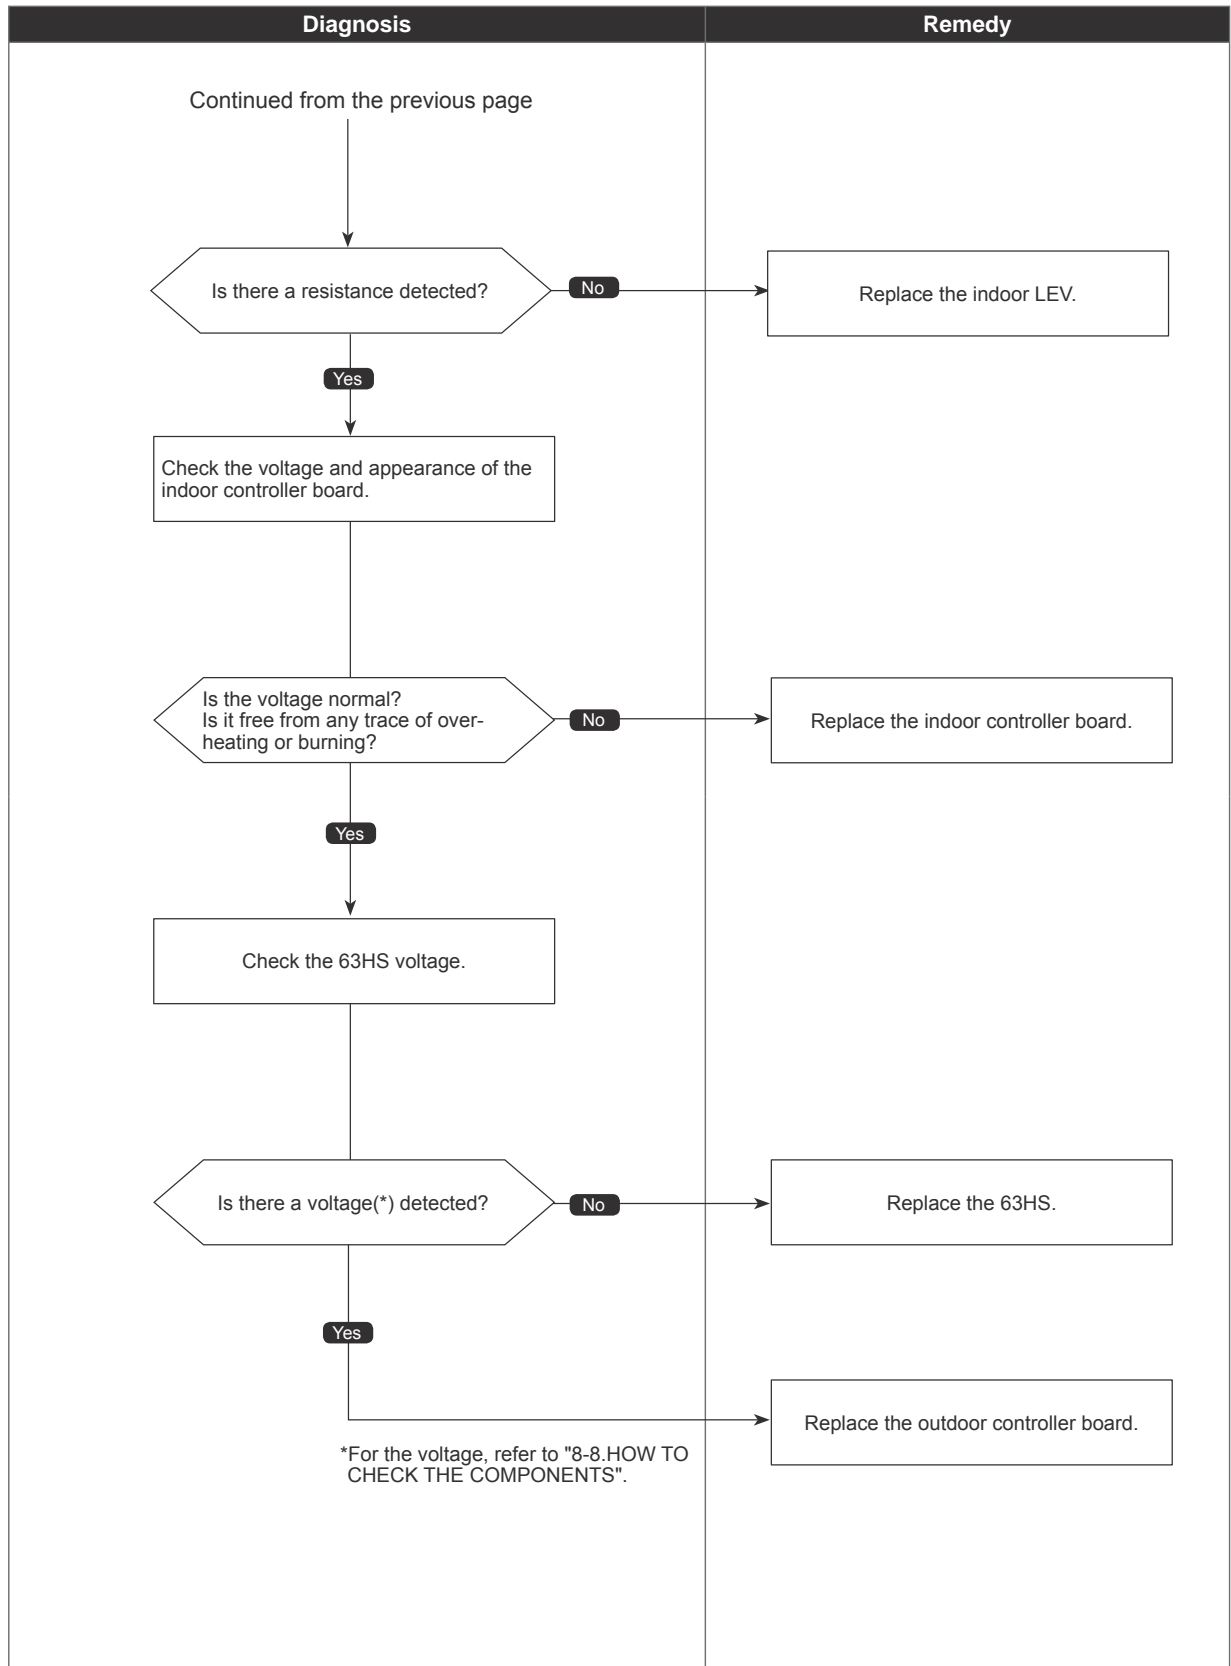 Diagnosis
Remedy
Continued from the previous page
Is there a resistance detected?
No
Replace the indoor LEV.
Yes
Check the voltage and appearance of the
indoor controller board.
Is the voltage normal?
Is it free from any trace of over-
heating or burning?
No
Replace the indoor controller board.
Yes
Check the 63HS voltage.
Is there a voltage(*) detected?
No
Replace the 63HS.
Yes
Replace the outdoor controller board.
*For the voltage, refer to "8-8.HOW TO
CHECK THE COMPONENTS".